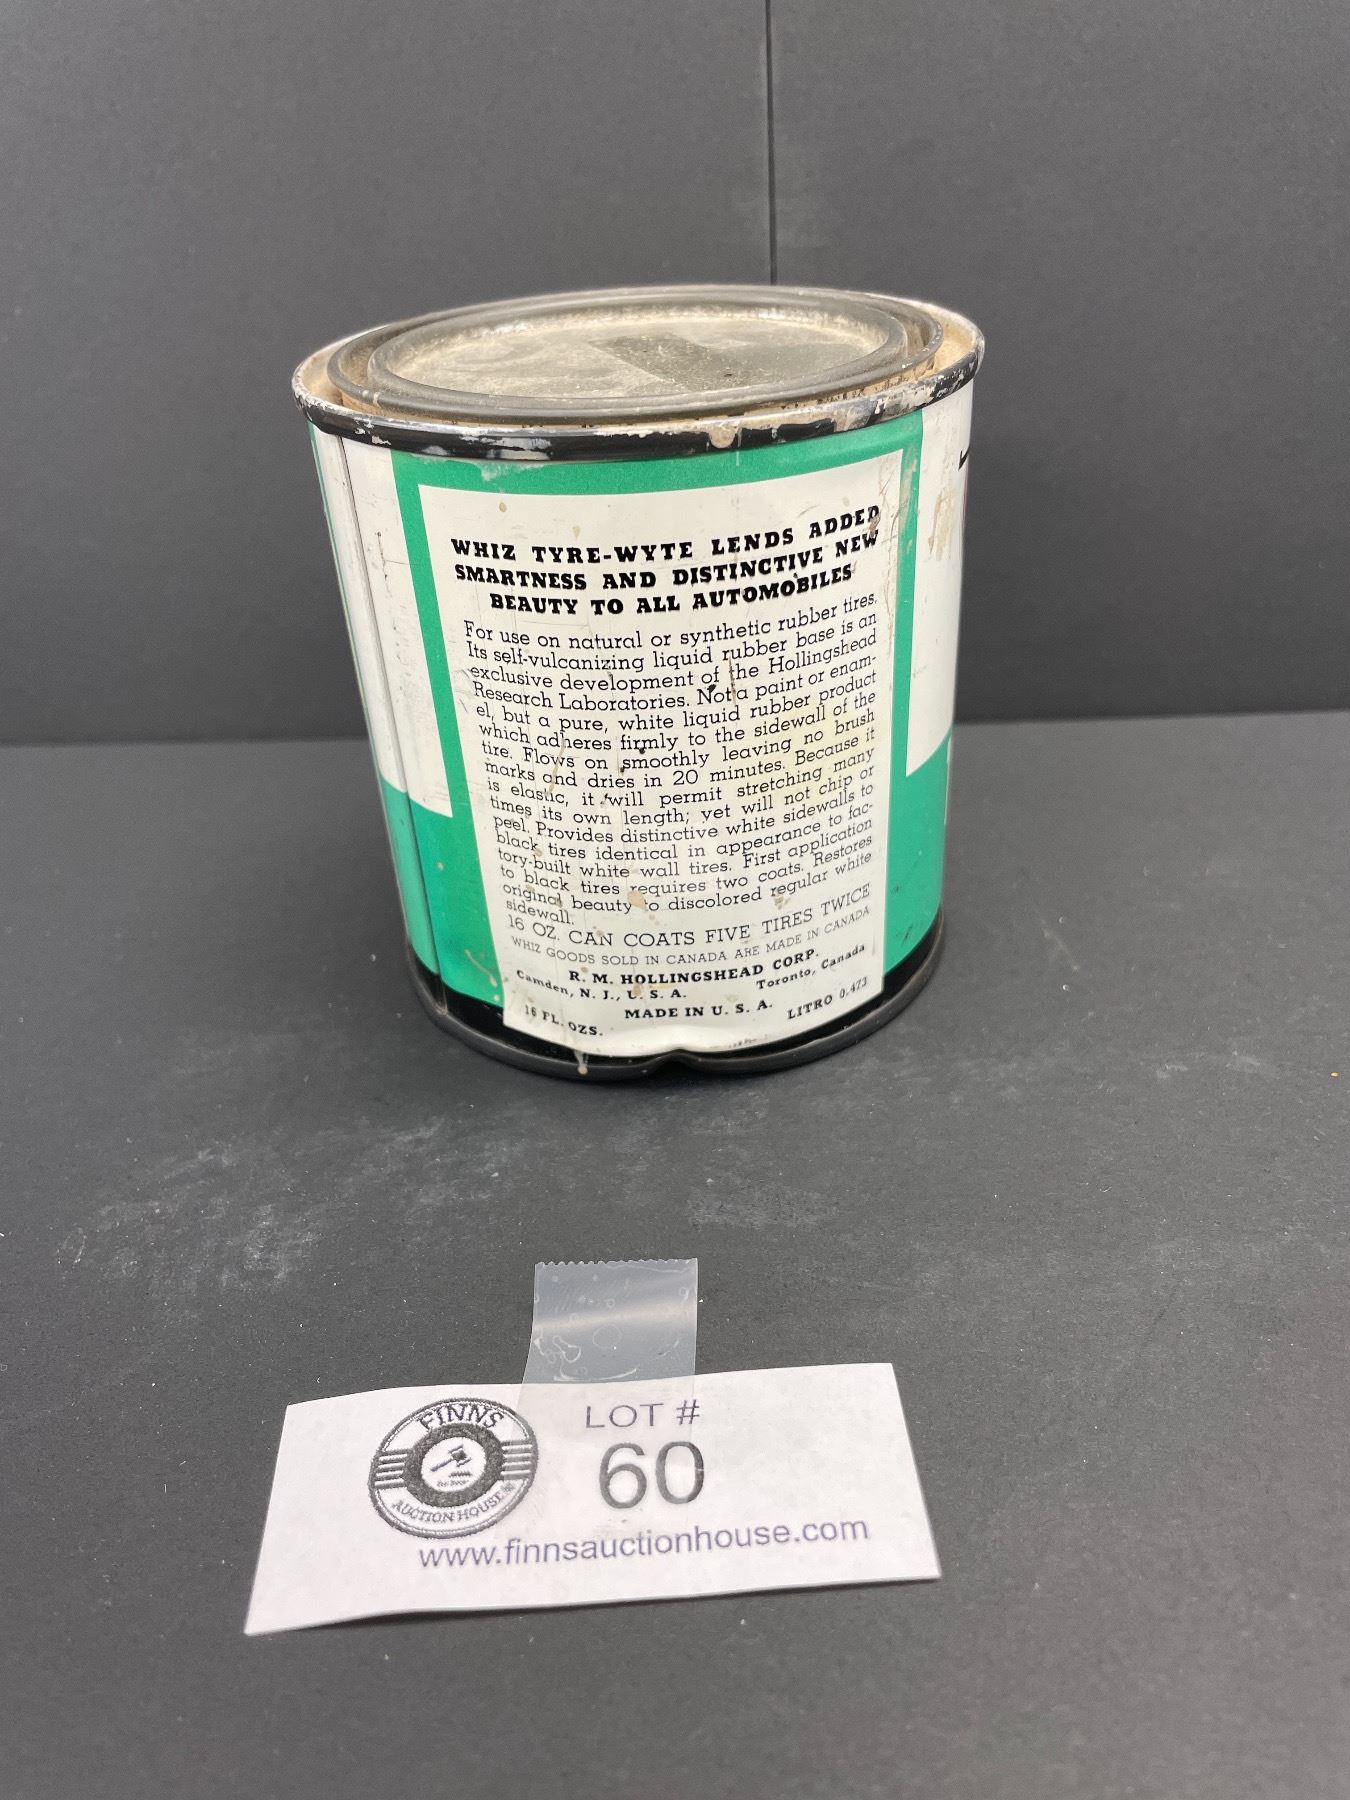 WHIZ TYRE-WYTE LENDS ADDED
SMARTNESS AND DISTINCTIVE NEW
BEAUTY TO ALL AUTOMOBILES
For use on natural or synthetic rubber tires.
Its self-vulcanizing liquid rubber base is an
exclusive development of the Hollingshead
Research Laboratories. Not a paint or enam-
el, but a pure, white liquid rubber product
which adheres firmly to the sidewall of the
tire. Flows on smoothly leaving no brush
marks and dries in 20 minutes. Because it
is elastic, it will permit stretching many
times its own length; yet will not chip or
peel. Provides distinctive white sidewalls to
black tires identical in appearance to fac-
tory-built white wall tires. First application
to black tires requires two coats. Restores
original beauty to discolored regular white
sidewall.
16 OZ. CAN COATS FIVE TIRES TWICE
WHIZ GOODS SOLD IN CANADA ARE MADE IN CANADA
R. M. HOLLINGSHEAD CORP.
Camden, N. J., U. S. A. Toronto, Canada
16 FL. OZS. MADE IN U. S. A. LITRO 0.473
FINNS
AUCTION HOUSE
LOT #
60
www.finnsauctionhouse.com